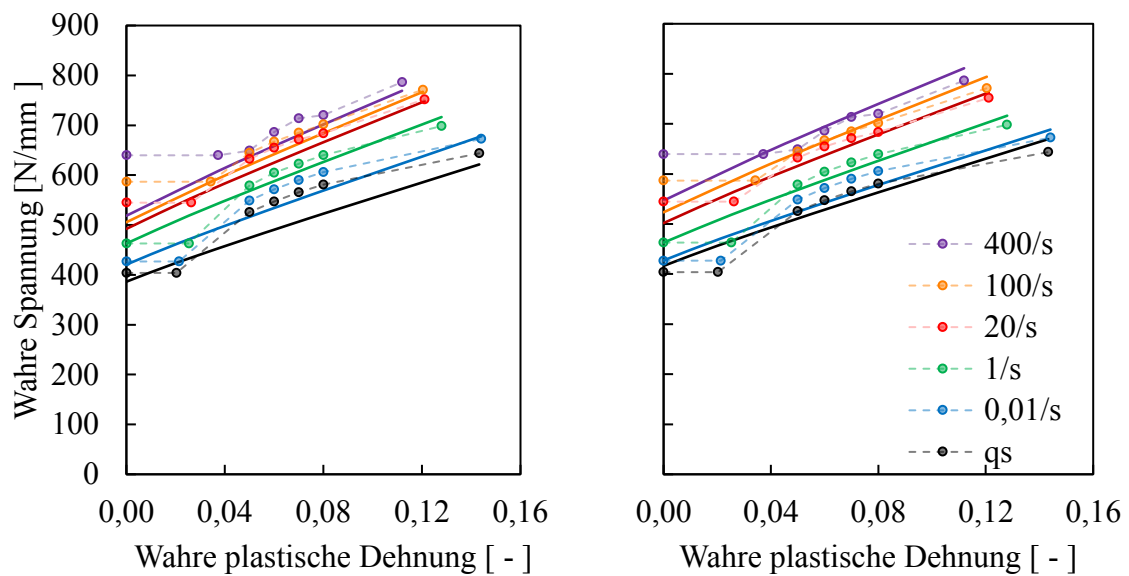 900
800
700
600
500
400
300
200
100
0
Wahre Spannung [N/mm ]
0,00 0,04 0,08 0,12 0,16
Wahre plastische Dehnung [ - ]
400/s
100/s
20/s
1/s
0,01/s
qs
0,00 0,04 0,08 0,12 0,16
Wahre plastische Dehnung [ - ]